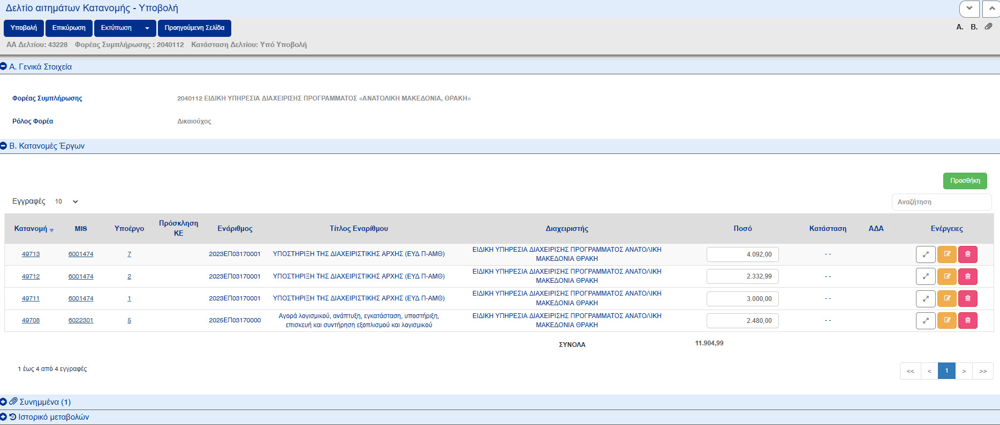 Δελτίο αιτημάτων Κατανομής - Υποβολή
Υποβολή Επικύρωση Εκτύπωση Προηγούμενη Σελίδα
Α. Β.
ΑΑ Δελτίου: 43228 Φορέας Συμπλήρωσης : 2040112 Κατάσταση Δελτίου: Υπό Υποβολή
Α. Γενικά Στοιχεία
Φορέας Συμπλήρωσης 2040112 ΕΙΔΙΚΗ ΥΠΗΡΕΣΙΑ ΔΙΑΧΕΙΡΙΣΗΣ ΠΡΟΓΡΑΜΜΑΤΟΣ «ΑΝΑΤΟΛΙΚΗ ΜΑΚΕΔΟΝΙΑ, ΘΡΑΚΗ»
Ρόλος Φορέα Δικαιούχος
Β. Κατανομές Έργων
Προσθήκη
Εγγραφές 10 Αναζήτηση
Κατανομή MIS Υποέργο Πρόσκληση ΚΕ Ενάριθμος Τίτλος Εναρίθμου Διαχειριστής Ποσό Κατάσταση ΑΔΑ Ενέργειες
49713 6001474 7 2023ΕΠ03170001 ΥΠΟΣΤΗΡΙΞΗ ΤΗΣ ΔΙΑΧΕΙΡΙΣΤΙΚΗΣ ΑΡΧΗΣ (ΕΥΔ Π-ΑΜΘ) ΕΙΔΙΚΗ ΥΠΗΡΕΣΙΑ ΔΙΑΧΕΙΡΙΣΗΣ ΠΡΟΓΡΑΜΜΑΤΟΣ ΑΝΑΤΟΛΙΚΗ ΜΑΚΕΔΟΝΙΑ ΘΡΑΚΗ 4.092,00 - -
49712 6001474 2 2023ΕΠ03170001 ΥΠΟΣΤΗΡΙΞΗ ΤΗΣ ΔΙΑΧΕΙΡΙΣΤΙΚΗΣ ΑΡΧΗΣ (ΕΥΔ Π-ΑΜΘ) ΕΙΔΙΚΗ ΥΠΗΡΕΣΙΑ ΔΙΑΧΕΙΡΙΣΗΣ ΠΡΟΓΡΑΜΜΑΤΟΣ ΑΝΑΤΟΛΙΚΗ ΜΑΚΕΔΟΝΙΑ ΘΡΑΚΗ 2.332,99 - -
49711 6001474 1 2023ΕΠ03170001 ΥΠΟΣΤΗΡΙΞΗ ΤΗΣ ΔΙΑΧΕΙΡΙΣΤΙΚΗΣ ΑΡΧΗΣ (ΕΥΔ Π-ΑΜΘ) ΕΙΔΙΚΗ ΥΠΗΡΕΣΙΑ ΔΙΑΧΕΙΡΙΣΗΣ ΠΡΟΓΡΑΜΜΑΤΟΣ ΑΝΑΤΟΛΙΚΗ ΜΑΚΕΔΟΝΙΑ ΘΡΑΚΗ 3.000,00 - -
49708 6022301 5 2025ΕΠ03170000 Αγορά λογισμικού, ανάπτυξη, εγκατάσταση, υποστήριξη, επισκευή και συντήρηση εξοπλισμού και λογισμικού ΕΙΔΙΚΗ ΥΠΗΡΕΣΙΑ ΔΙΑΧΕΙΡΙΣΗΣ ΠΡΟΓΡΑΜΜΑΤΟΣ ΑΝΑΤΟΛΙΚΗ ΜΑΚΕΔΟΝΙΑ ΘΡΑΚΗ 2.480,00 - -
ΣΥΝΟΛΑ 11.904,99
1 έως 4 από 4 εγγραφές << < 1 > >>
Συνημμένα (1)
Ιστορικό μεταβολών